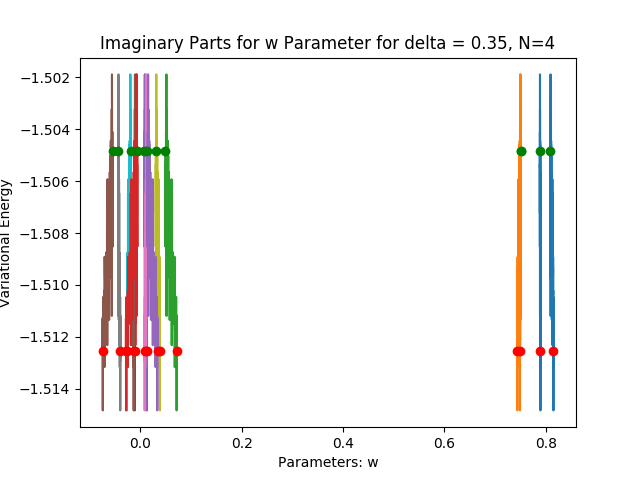 Imaginary Parts for w Parameter for delta = 0.35, N=4
−1.502
−1.504
−1.506
−1.508
−1.510
−1.512
−1.514
Variational Energy
0.0 0.2 0.4 0.6 0.8
Parameters: w